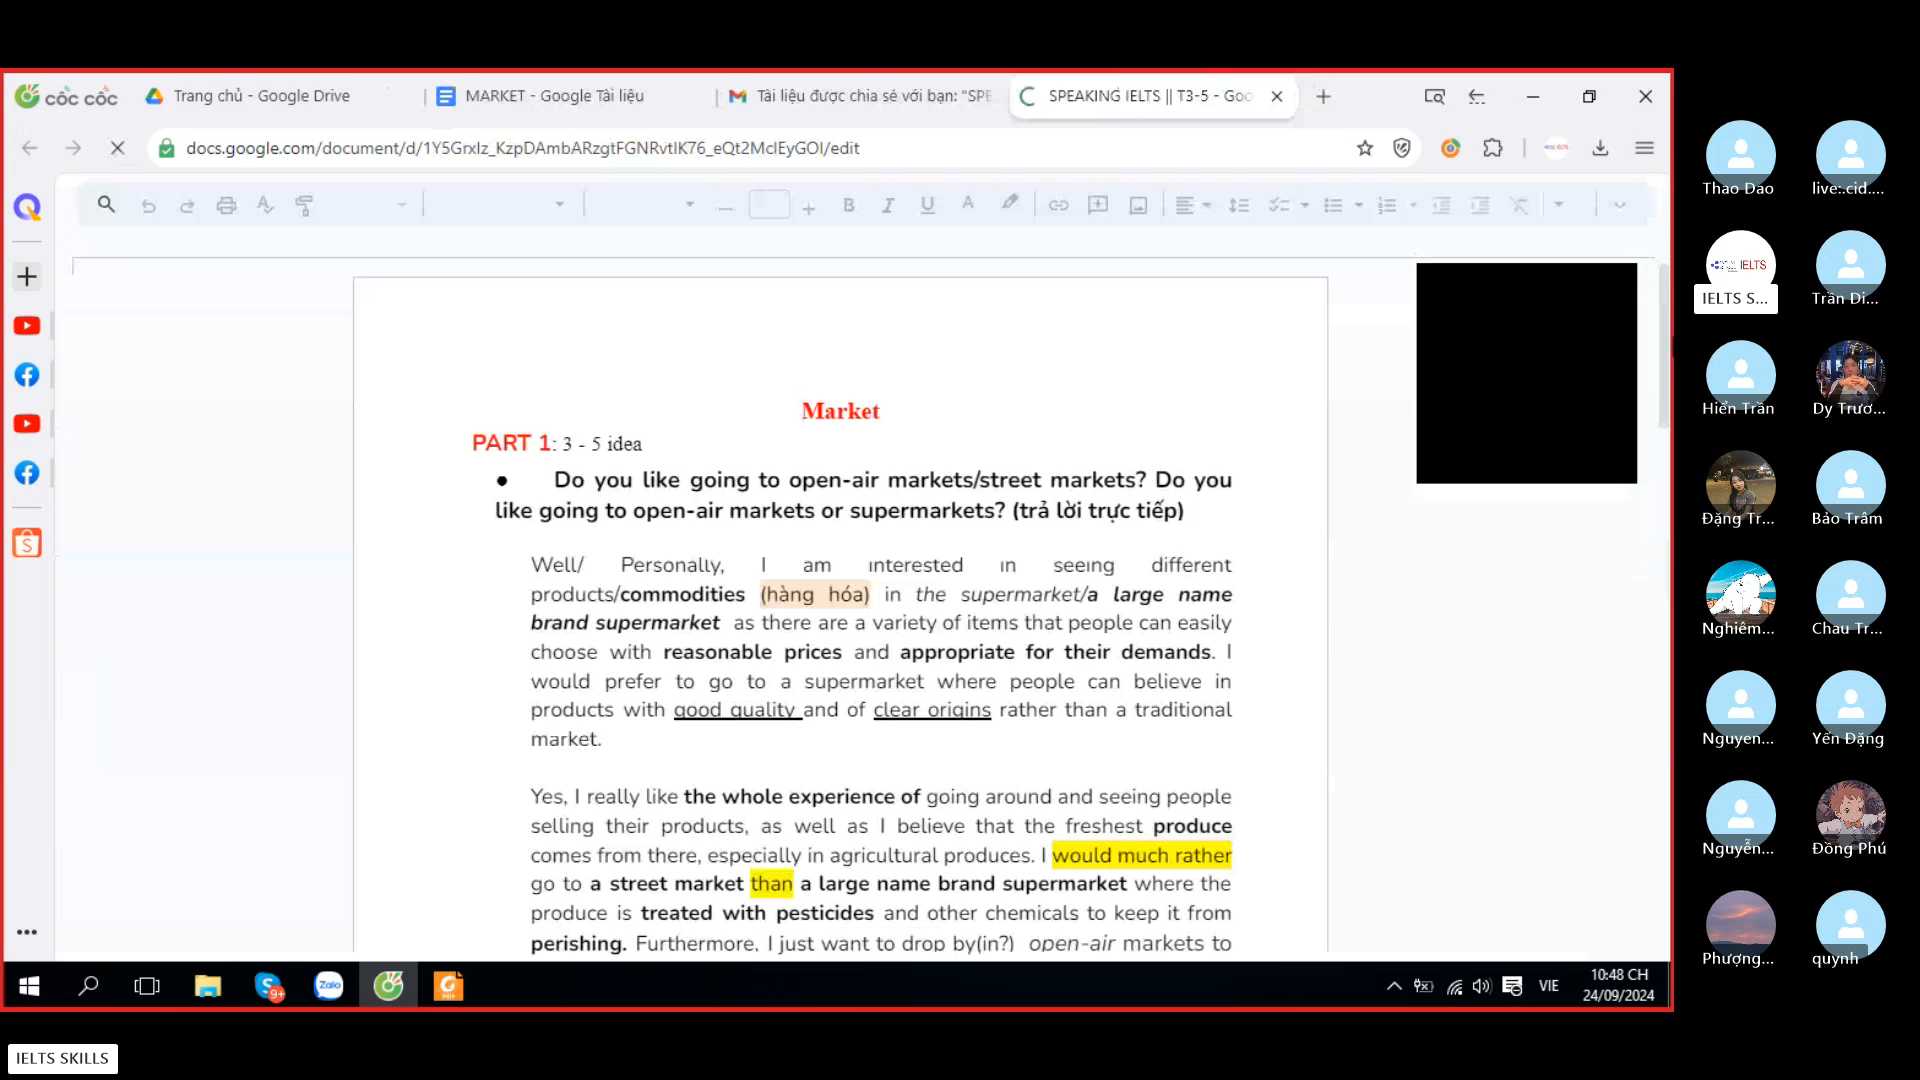 cốc cốc
Trang chủ - Google Drive
MARKET - Google Tài liệu
Tài liệu được chia sẻ với bạn: "SPE
SPEAKING IELTS || T3-5 - Goo
docs.google.com/document/d/1Y5GrxIz_KzpDAmbARzgtFGNRvtIK76_eQt2MclEyGOI/edit
Market
PART 1: 3 - 5 idea
● Do you like going to open-air markets/street markets? Do you
like going to open-air markets or supermarkets? (trả lời trực tiếp)
Well/ Personally, I am interested in seeing different
products/commodities (hàng hóa) in the supermarket/a large name
brand supermarket as there are a variety of items that people can easily
choose with reasonable prices and appropriate for their demands. I
would prefer to go to a supermarket where people can believe in
products with good quality and of clear origins rather than a traditional
market.
Yes, I really like the whole experience of going around and seeing people
selling their products, as well as I believe that the freshest produce
comes from there, especially in agricultural produces. I would much rather
go to a street market than a large name brand supermarket where the
produce is treated with pesticides and other chemicals to keep it from
perishing. Furthermore, I just want to drop by(in?) open-air markets to
Thao Dao
live:.cid....
IELTS
IELTS S...
Trần Di...
Hiển Trần
Dy Trươ...
Đặng Tr...
Bảo Trâm
Nghiêm...
Chau Tr...
Nguyen...
Yến Đặng
Nguyễn...
Đồng Phú
Phượng...
quynh
9+
Zalo
VIE
10:48 CH
24/09/2024
IELTS SKILLS